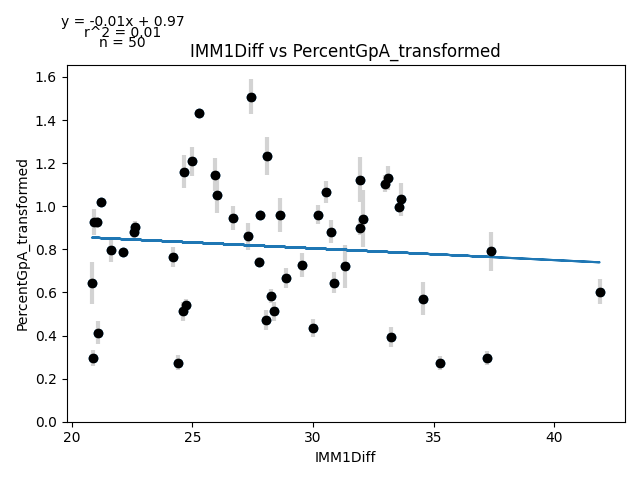 y = -0.01x + 0.97
r^2 = 0.01
n = 50
IMM1Diff vs PercentGpA_transformed
PercentGpA_transformed
1.6
1.4
1.2
1.0
0.8
0.6
0.4
0.2
0.0
20 25 30 35 40
IMM1Diff